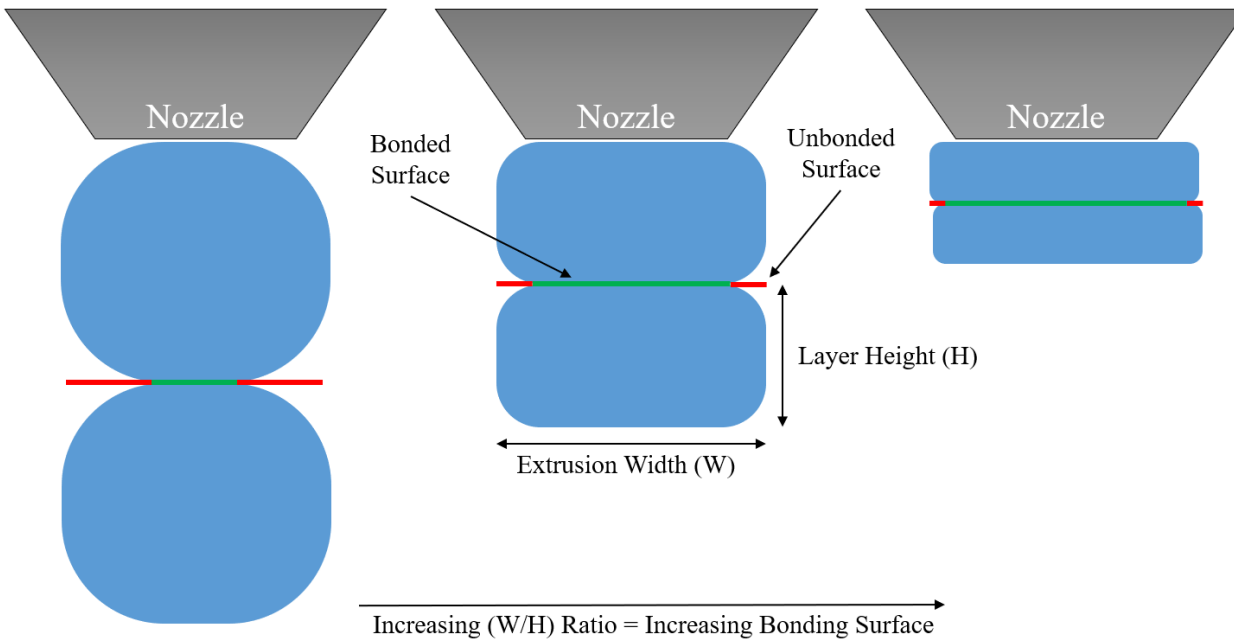 Nozzle
Nozzle
Nozzle
Bonded
Surface
Unbonded
Surface
Layer Height (H)
Extrusion Width (W)
Increasing (W/H) Ratio = Increasing Bonding Surface